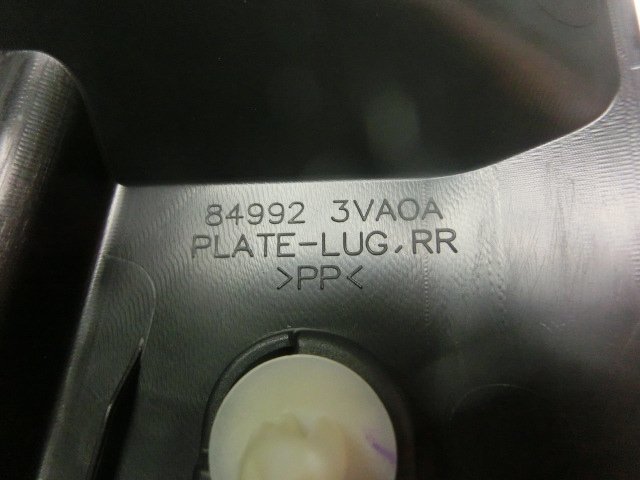 84992 3VA0A
PLATE-LUG,RR
>PP<